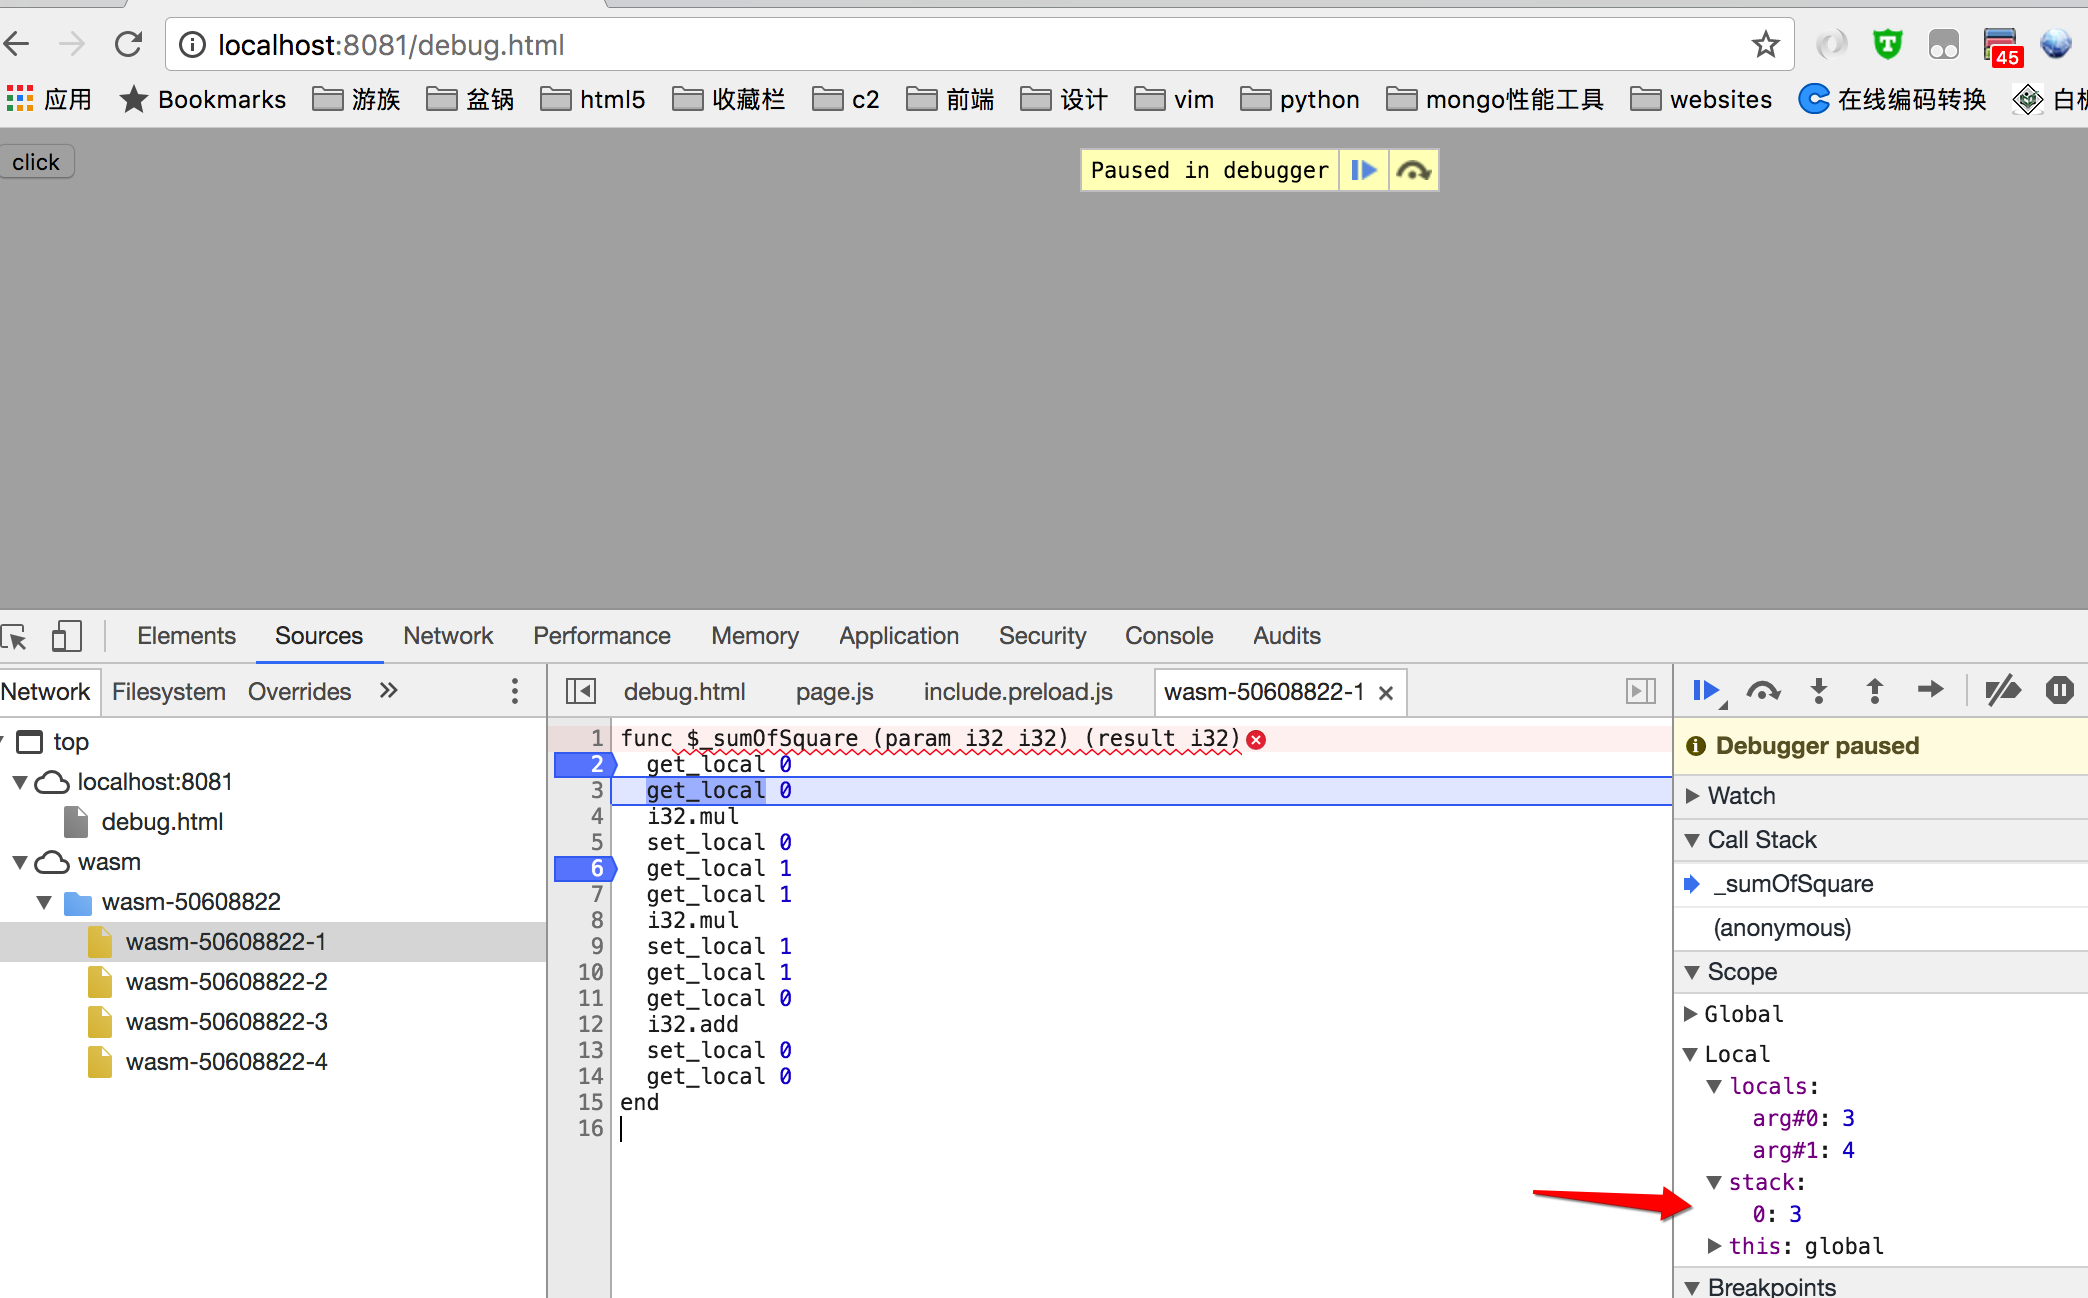 localhost:8081/debug.html
45
应用 Bookmarks 游族 盆锅 html5 收藏栏 c2 前端 设计 vim python mongo性能工具 websites 在线编码转换
click
Paused in debugger
Elements Sources Network Performance Memory Application Security Console Audits
Network Filesystem Overrides »
debug.html page.js include.preload.js wasm-50608822-1 ×
top
localhost:8081
debug.html
wasm
wasm-50608822
wasm-50608822-1
wasm-50608822-2
wasm-50608822-3
wasm-50608822-4
1 func $_sumOfSquare (param i32 i32) (result i32)
2 get_local 0
3 get_local 0
4 i32.mul
5 set_local 0
6 get_local 1
7 get_local 1
8 i32.mul
9 set_local 1
10 get_local 1
11 get_local 0
12 i32.add
13 set_local 0
14 get_local 0
15 end
16
Debugger paused
Watch
Call Stack
_sumOfSquare
(anonymous)
Scope
Global
Local
locals:
arg#0: 3
arg#1: 4
stack:
0: 3
this: global
Breakpoints